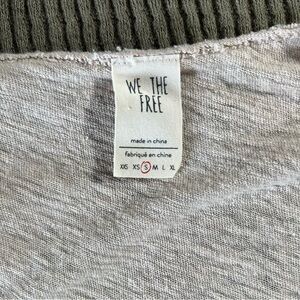 WE THE
FREE
made in china
fabriqué en chine
XXS XS S M L XL